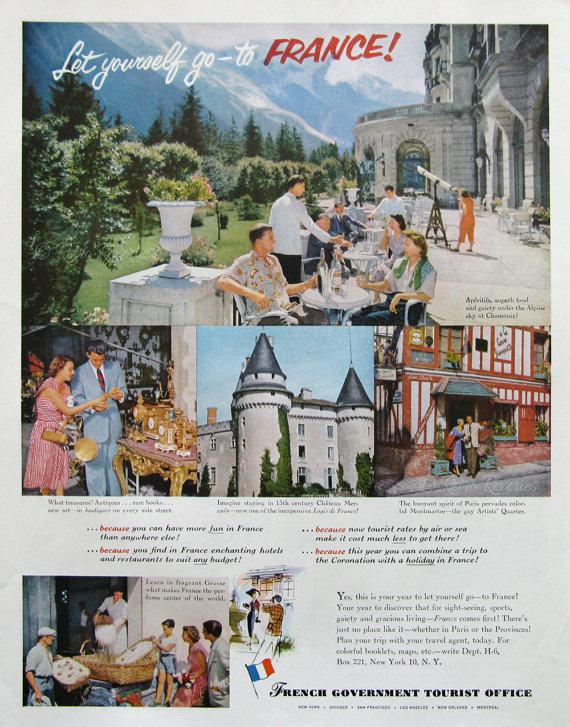 Let yourself go—to FRANCE!
Apéritifs, superb food
and gaiety under the Alpine
sky at Chamonix!
What treasures! Antiques . . . rare books . . .
new art—in boutiques on every side street.
Imagine staying in 15th century Château Mer-
cuès—now one of the inexpensive Logis de France!
The buoyant spirit of Paris pervades color-
ful Montmartre—the gay Artists' Quarter.
. . . because you can have more fun in France
than anywhere else!
. . . because you find in France enchanting hotels
and restaurants to suit any budget!
. . . because now tourist rates by air or sea
make it cost much less to get there!
. . . because this year you can combine a trip to
the Coronation with a holiday in France!
Learn in fragrant Grasse
what makes France the per-
fume center of the world.
Yes, this is your year to let yourself go—to France!
Your year to discover that for sight-seeing, sports,
gaiety and gracious living—France comes first! There's
just no place like it—whether in Paris or the Provinces!
Plan your trip with your travel agent, today. For
colorful booklets, maps, etc.—write Dept. H-6,
Box 221, New York 10, N. Y.
FRENCH GOVERNMENT TOURIST OFFICE
NEW YORK • CHICAGO • SAN FRANCISCO • LOS ANGELES • NEW ORLEANS • MONTREAL